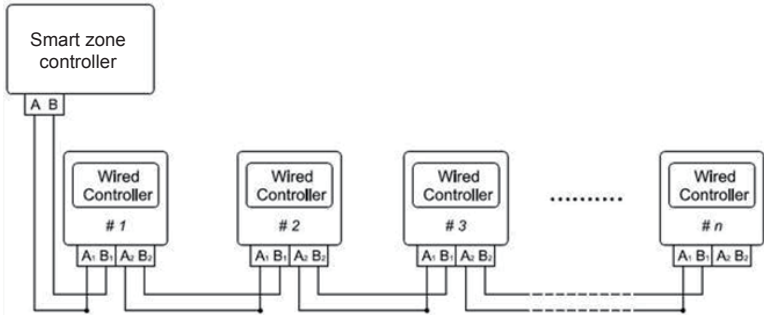 Smart zone
controller
A B
Wired
Controller
# 1
A₁ B₁ A₂ B₂
Wired
Controller
# 2
A₁ B₁ A₂ B₂
Wired
Controller
# 3
A₁ B₁ A₂ B₂
Wired
Controller
# n
A₁ B₁ A₂ B₂